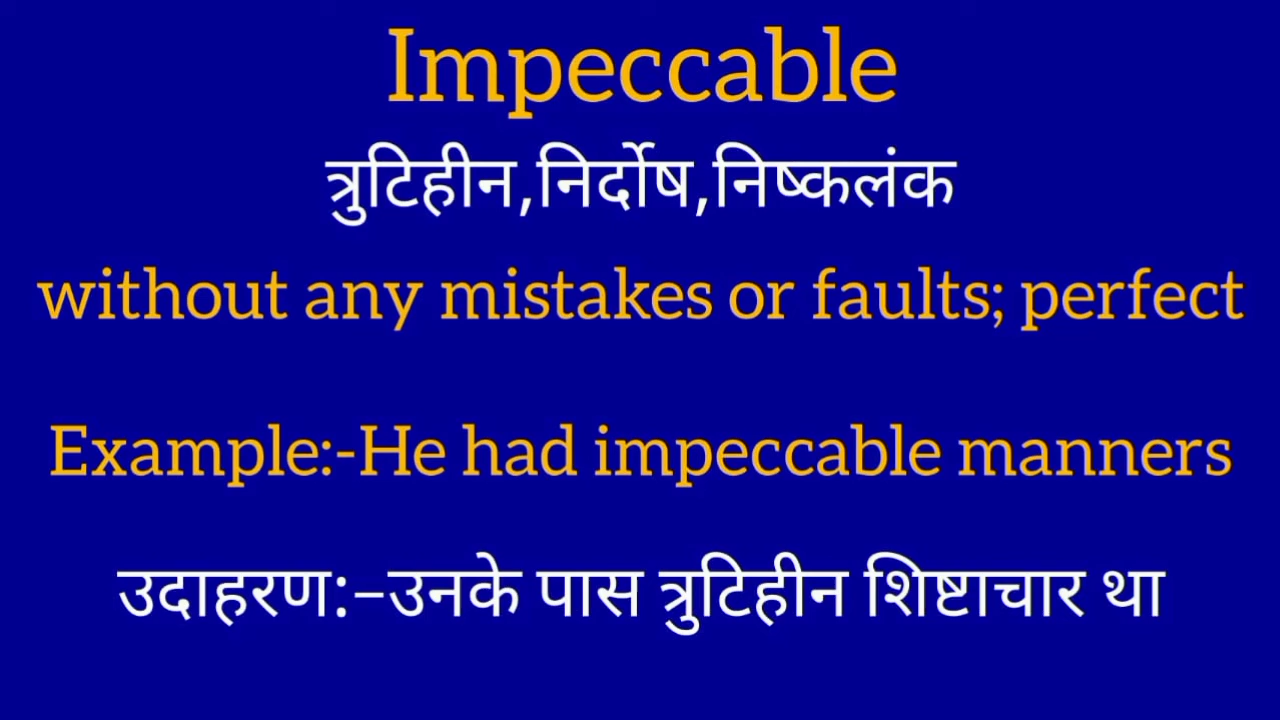 Impeccable
त्रुटिहीन,निर्दोष,निष्कलंक
without any mistakes or faults; perfect
Example:-He had impeccable manners
उदाहरण:–उनके पास त्रुटिहीन शिष्टाचार था